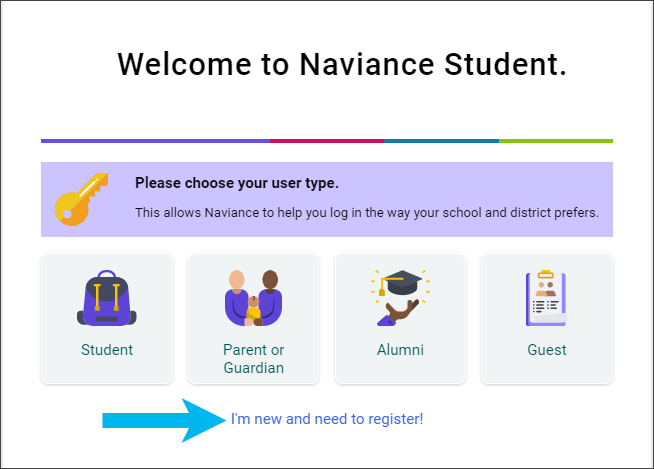 Welcome to Naviance Student.
Please choose your user type.
This allows Naviance to help you log in the way your school and district prefers.
Student
Parent or
Guardian
Alumni
Guest
I'm new and need to register!